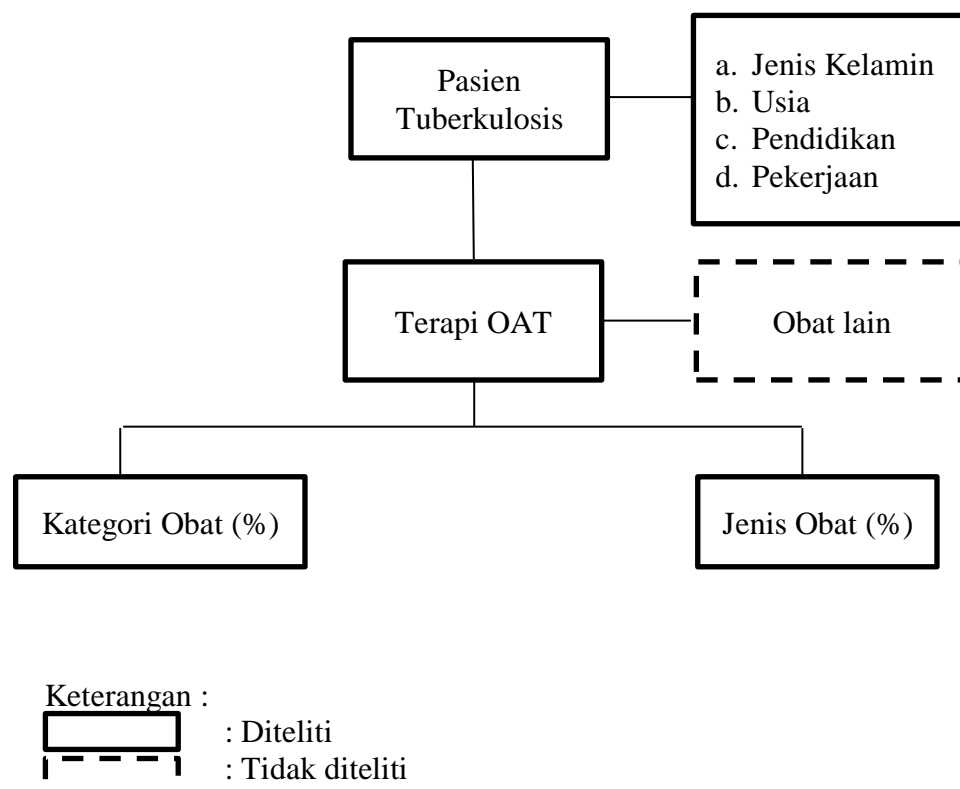 Pasien
Tuberkulosis
a. Jenis Kelamin
b. Usia
c. Pendidikan
d. Pekerjaan
Terapi OAT
Obat lain
Kategori Obat (%)
Jenis Obat (%)
Keterangan :
: Diteliti
: Tidak diteliti